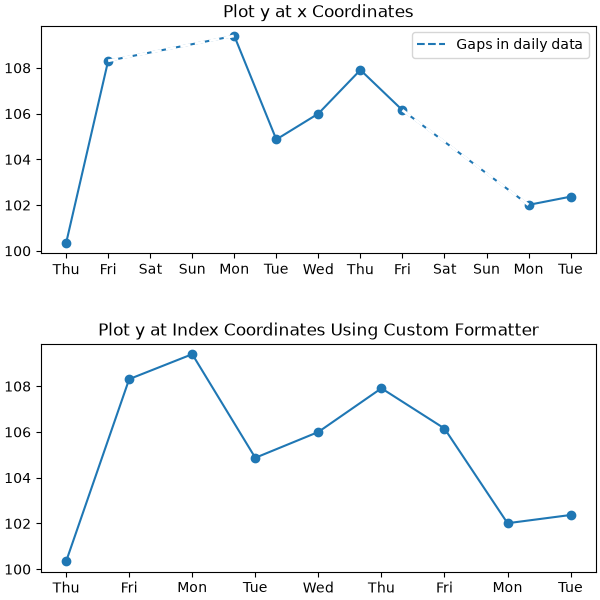 Plot y at x Coordinates
Gaps in daily data
108
106
104
102
100
Thu Fri Sat Sun Mon Tue Wed Thu Fri Sat Sun Mon Tue
Plot y at Index Coordinates Using Custom Formatter
108
106
104
102
100
Thu Fri Mon Tue Wed Thu Fri Mon Tue